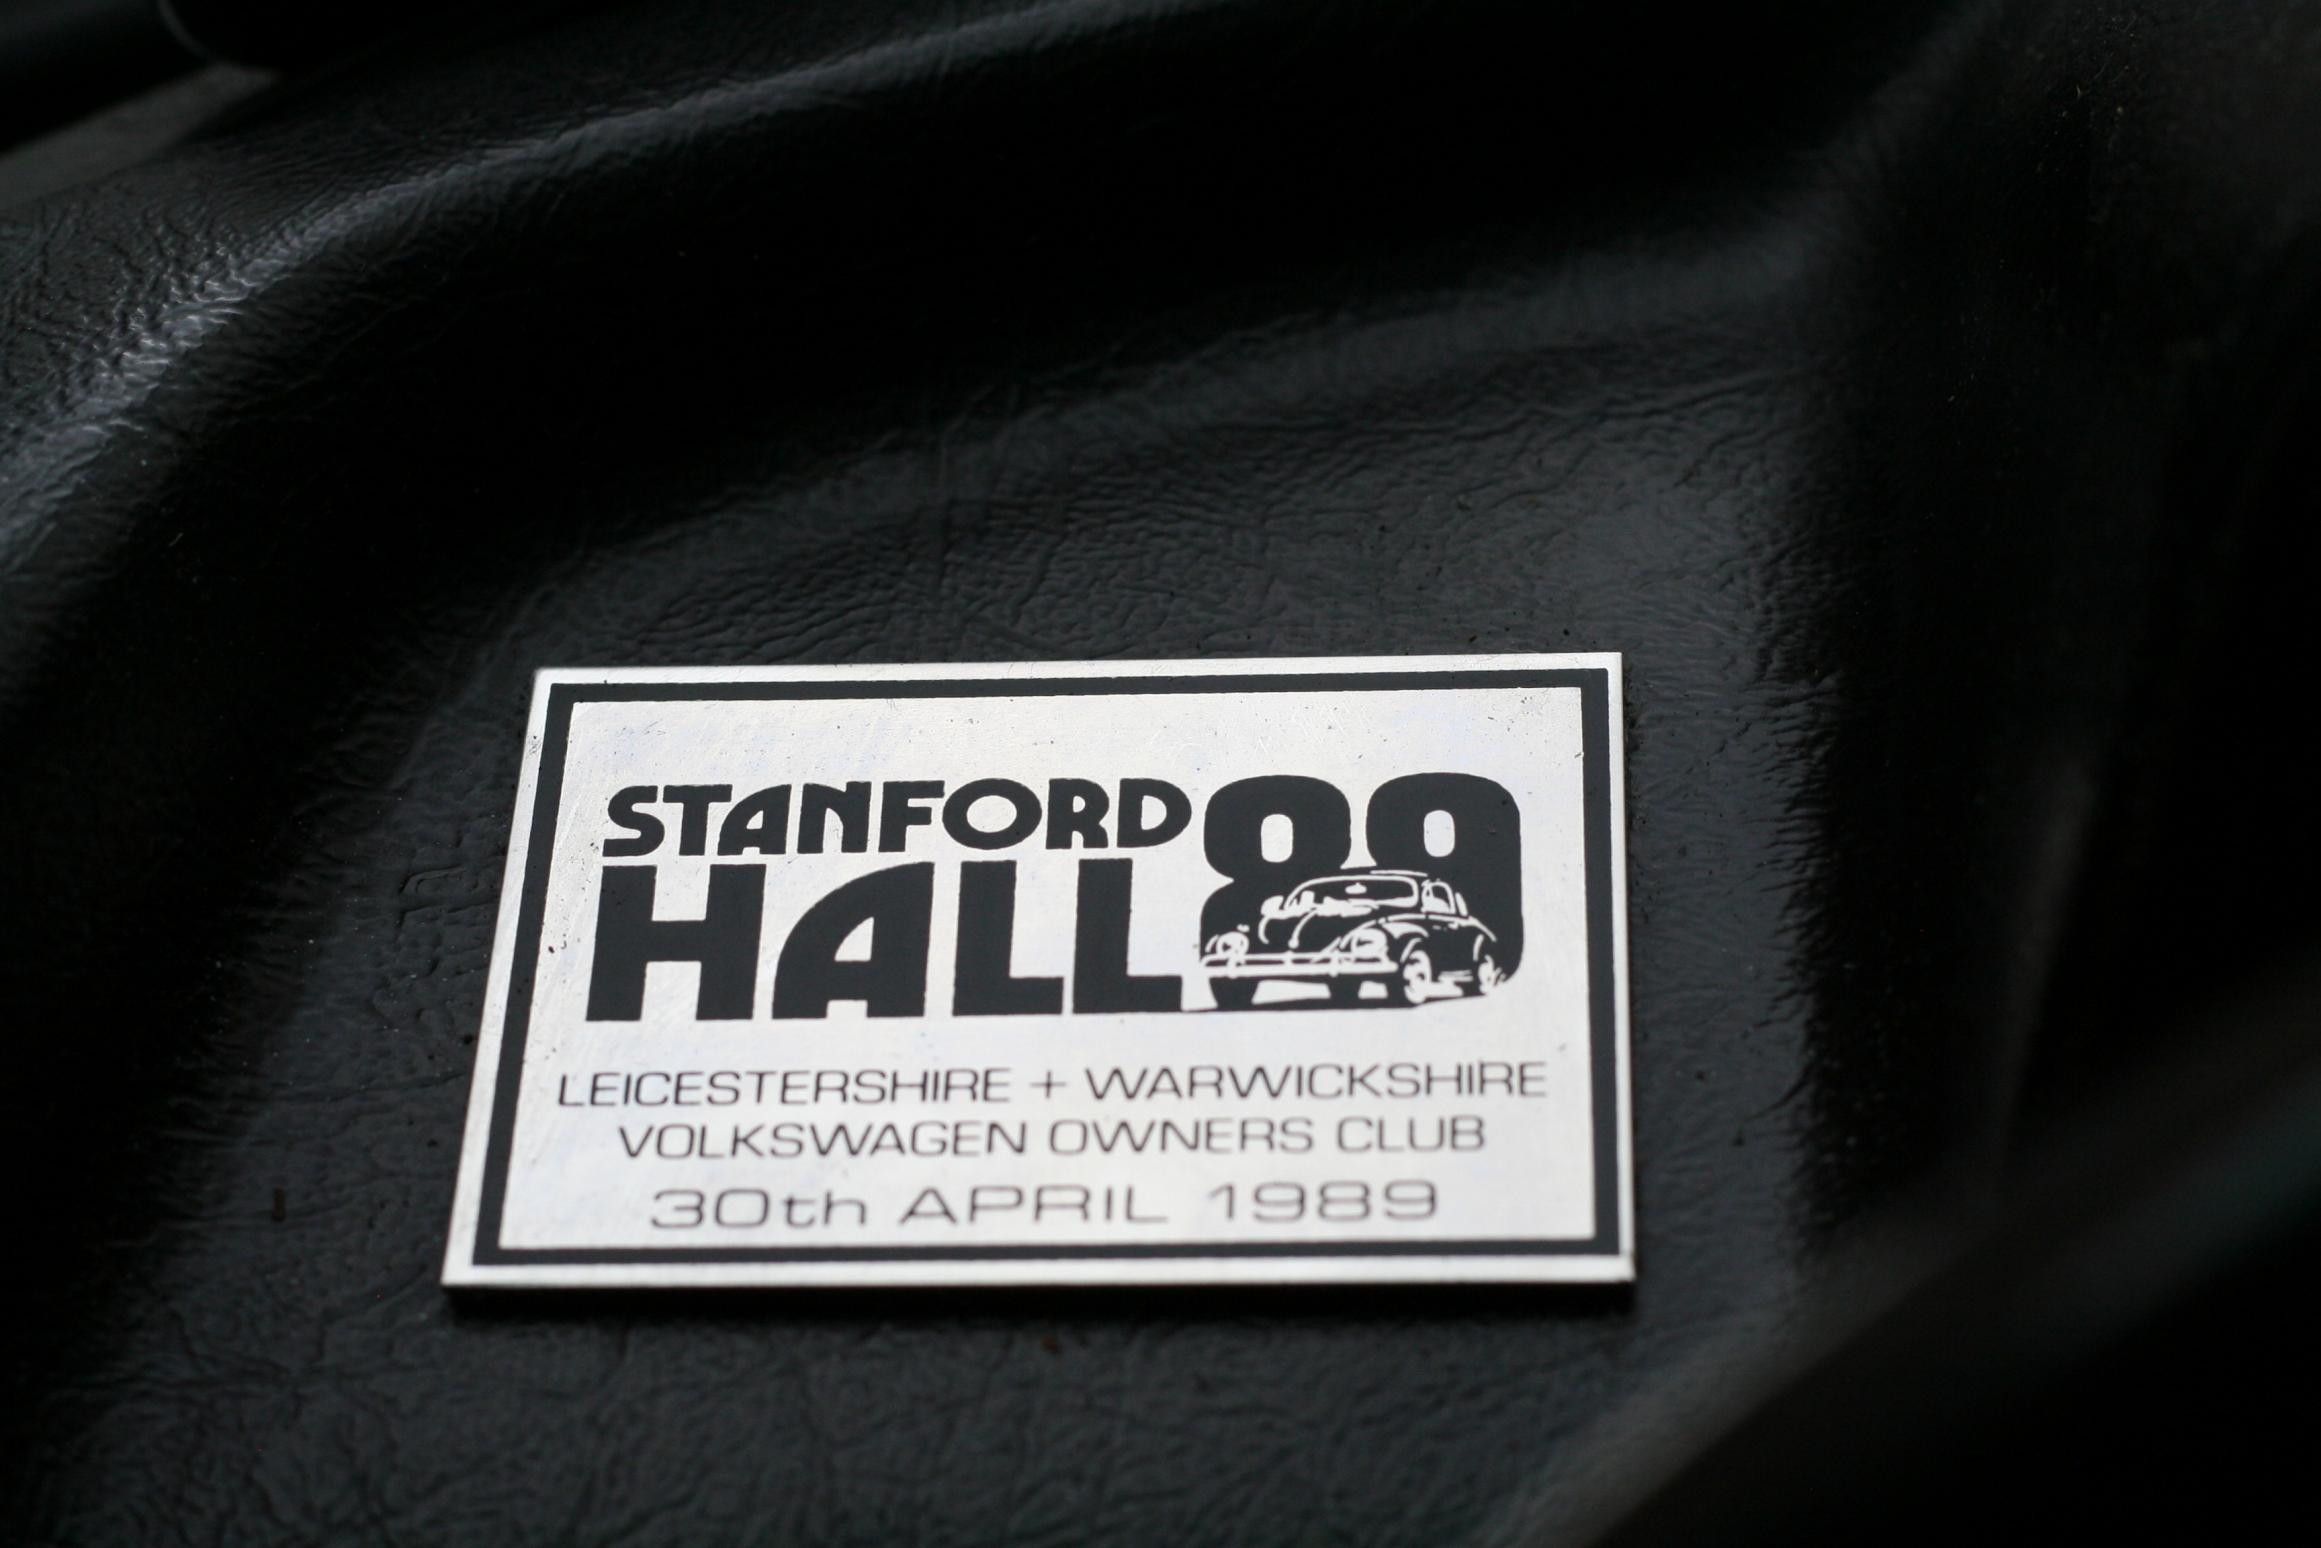 STANFORD
HALL 89
LEICESTERSHIRE + WARWICKSHIRE
VOLKSWAGEN OWNERS CLUB
30th APRIL 1989